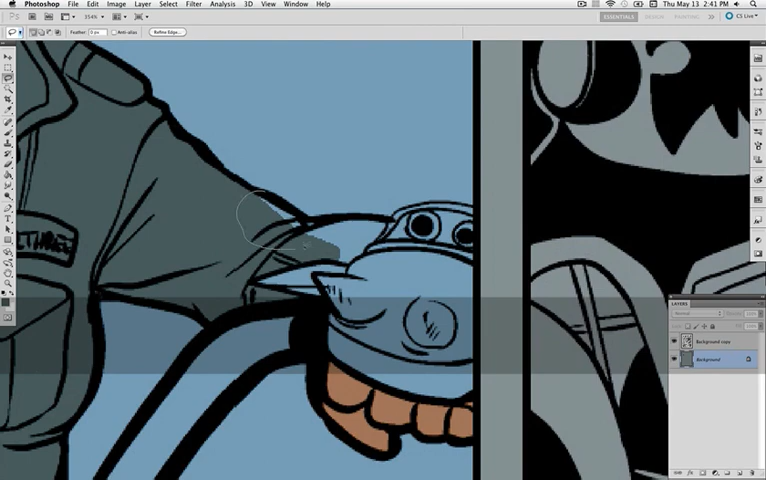 Photoshop File Edit Image Layer Select Filter Analysis 3D View Window Help
Thu May 13 2:41 PM
354%
ESSENTIALS DESIGN PAINTING CS Live
Feather: 0 px Anti-alias Refine Edge...
LAYERS
Normal
Background copy
Background